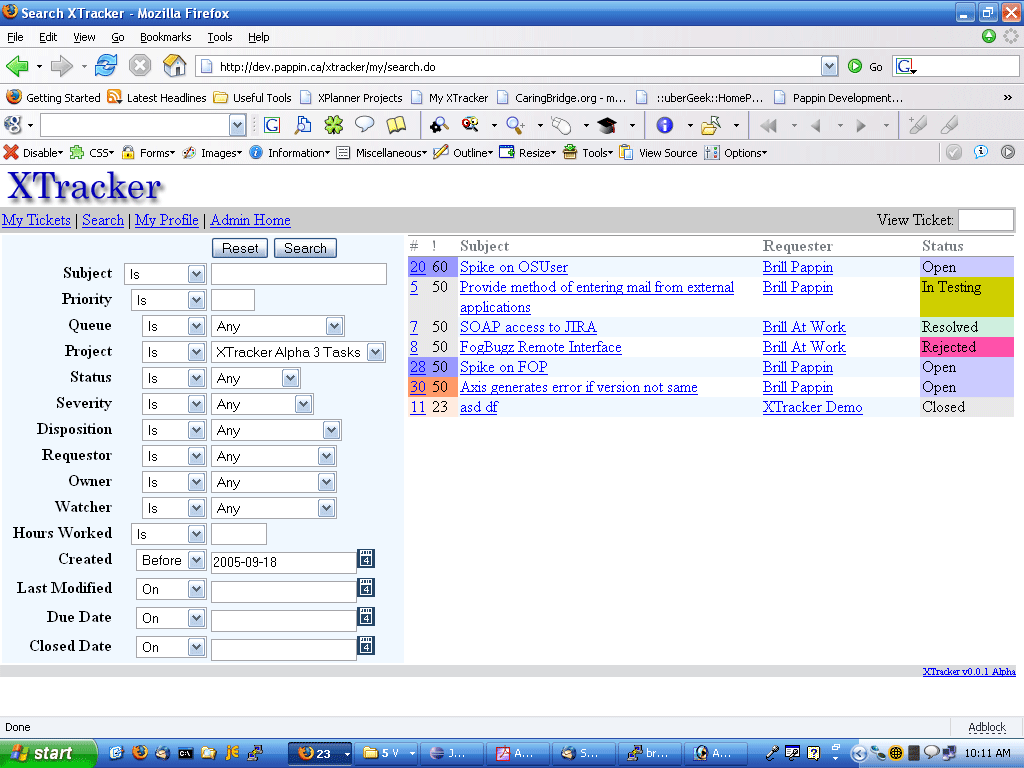 Search XTracker - Mozilla Firefox
File Edit View Go Bookmarks Tools Help
http://dev.pappin.ca/xtracker/my/search.do Go G
Getting Started Latest Headlines Useful Tools XPlanner Projects My XTracker CaringBridge.org - m... ::uberGeek::HomeP... Pappin Development... »
Disable CSS Forms Images Information Miscellaneous Outline Resize Tools View Source Options
XTracker
My Tickets | Search | My Profile | Admin Home View Ticket:
Reset Search
Subject Is
Priority Is
Queue Is Any
Project Is XTracker Alpha 3 Tasks
Status Is Any
Severity Is Any
Disposition Is Any
Requestor Is Any
Owner Is Any
Watcher Is Any
Hours Worked Is
Created Before 2005-09-18 4
Last Modified On 4
Due Date On 4
Closed Date On 4
# ! Subject Requester Status
20 60 Spike on OSUser Brill Pappin Open
5 50 Provide method of entering mail from external Brill Pappin In Testing
applications
7 50 SOAP access to JIRA Brill At Work Resolved
8 50 FogBugz Remote Interface Brill At Work Rejected
28 50 Spike on FOP Brill Pappin Open
30 50 Axis generates error if version not same Brill Pappin Open
11 23 asd df XTracker Demo Closed
XTracker v0.0.1 Alpha
Done Adblock
start 23 5 V J... A... S... br... A... 10:11 AM